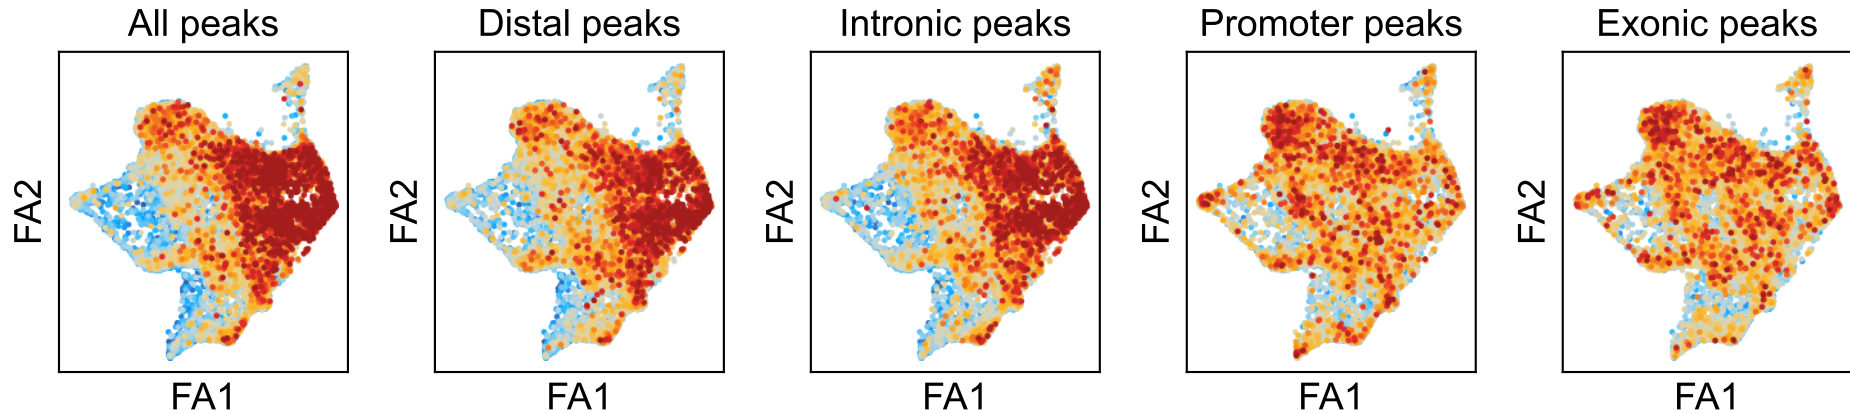 All peaks
Distal peaks
Intronic peaks
Promoter peaks
Exonic peaks
FA2
FA2
FA2
FA2
FA2
FA1
FA1
FA1
FA1
FA1